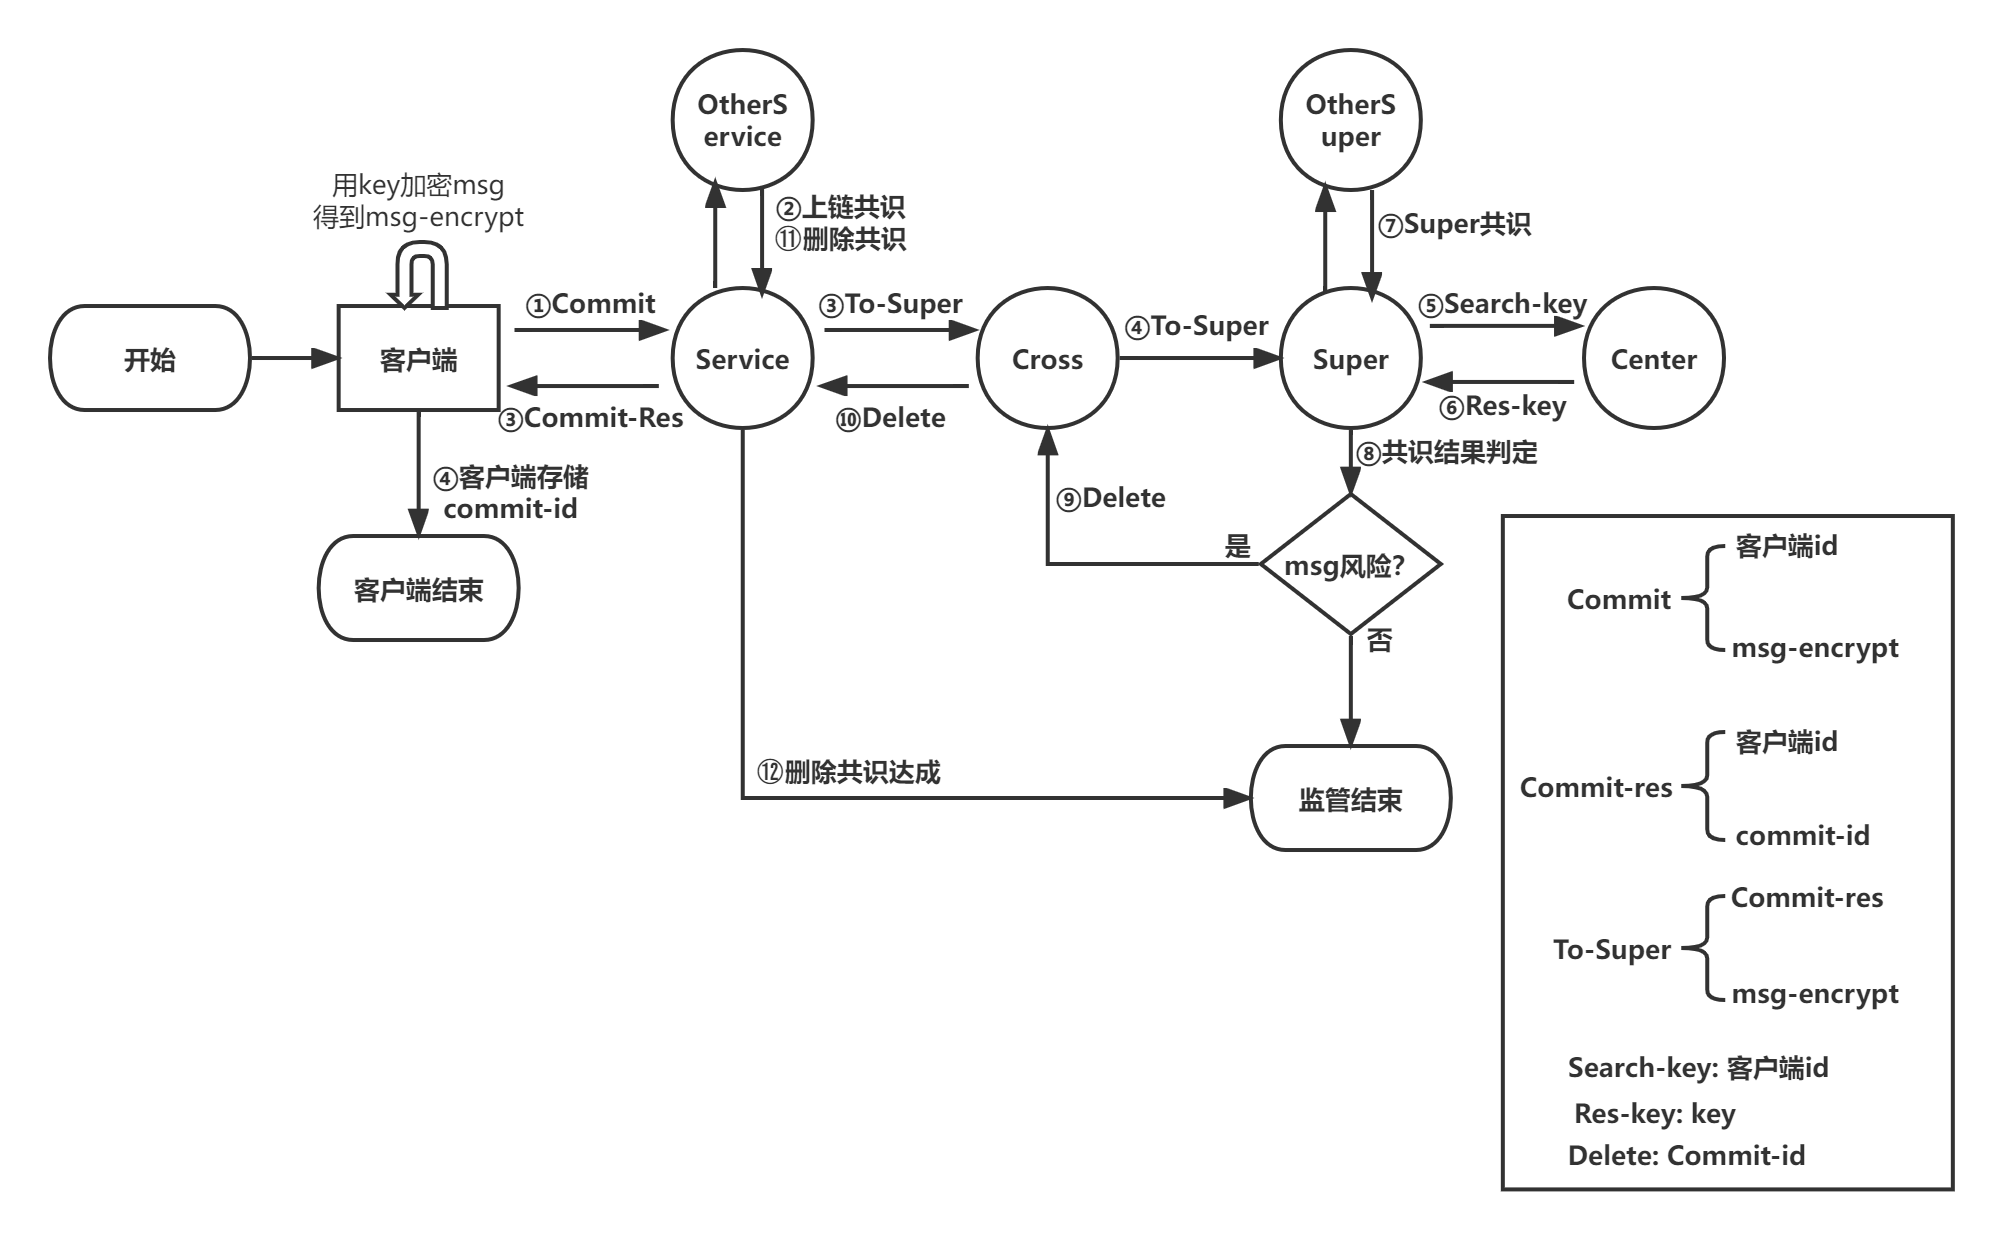 OtherS
ervice
OtherS
uper
用key加密msg
得到msg-encrypt
②上链共识
⑪删除共识
⑦Super共识
①Commit
③To-Super
④To-Super
⑤Search-key
开始
客户端
Service
Cross
Super
Center
③Commit-Res
⑩Delete
⑥Res-key
④客户端存储
commit-id
⑧共识结果判定
⑨Delete
是
msg风险?
否
客户端结束
⑫删除共识达成
监管结束
客户端id
Commit
msg-encrypt
客户端id
Commit-res
commit-id
Commit-res
To-Super
msg-encrypt
Search-key: 客户端id
Res-key: key
Delete: Commit-id